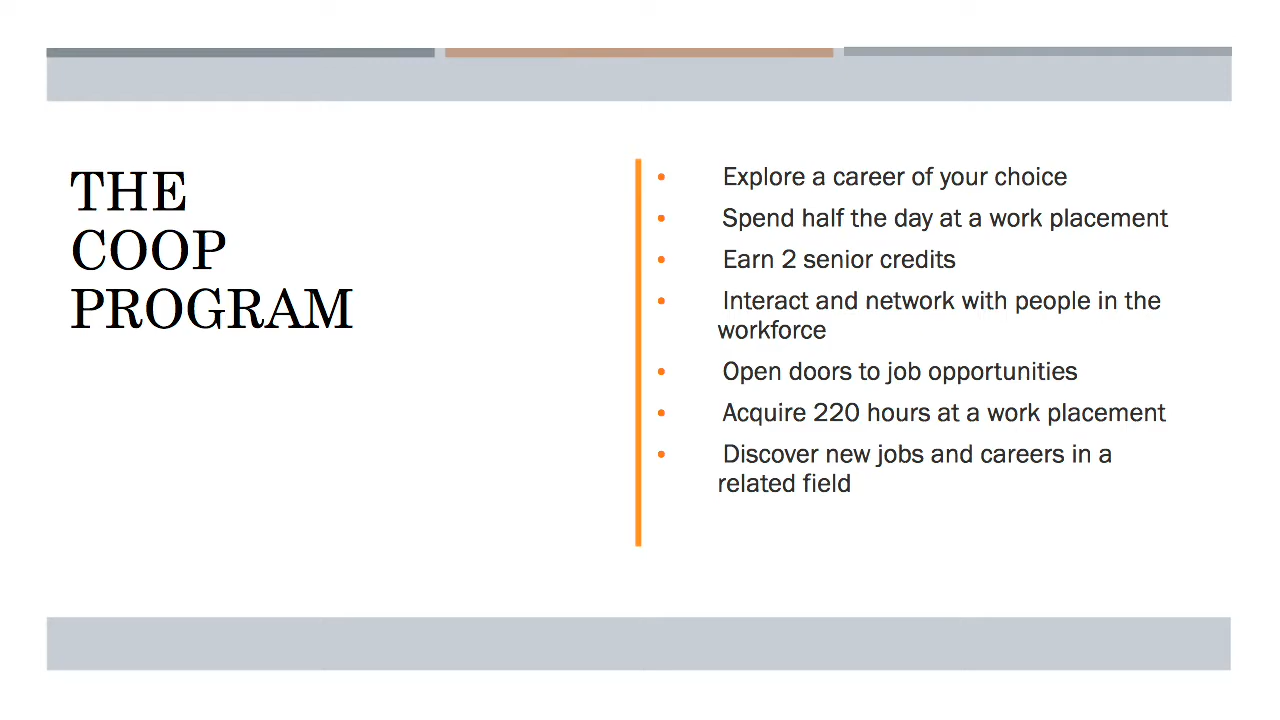 THE
COOP
PROGRAM
• Explore a career of your choice
• Spend half the day at a work placement
• Earn 2 senior credits
• Interact and network with people in the
workforce
• Open doors to job opportunities
• Acquire 220 hours at a work placement
• Discover new jobs and careers in a
related field